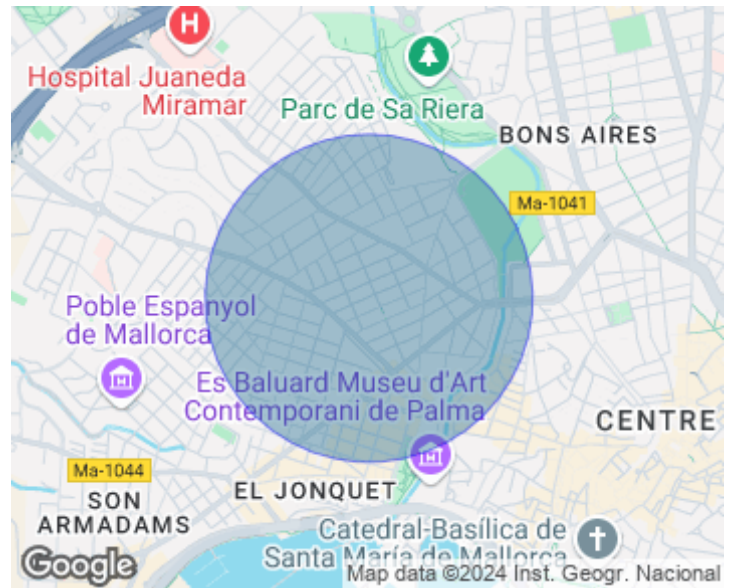 H
Hospital Juaneda
Miramar
Parc de Sa Riera
BONS AIRES
Ma-1041
Poble Espanyol
de Mallorca
Es Baluard Museu d'Art
Contemporani de Palma
CENTRE
Ma-1044
SON
ARMADAMS
EL JONQUET
Catedral-Basílica de
Santa María de Mallorca
Google
Map data ©2024 Inst. Geogr. Nacional